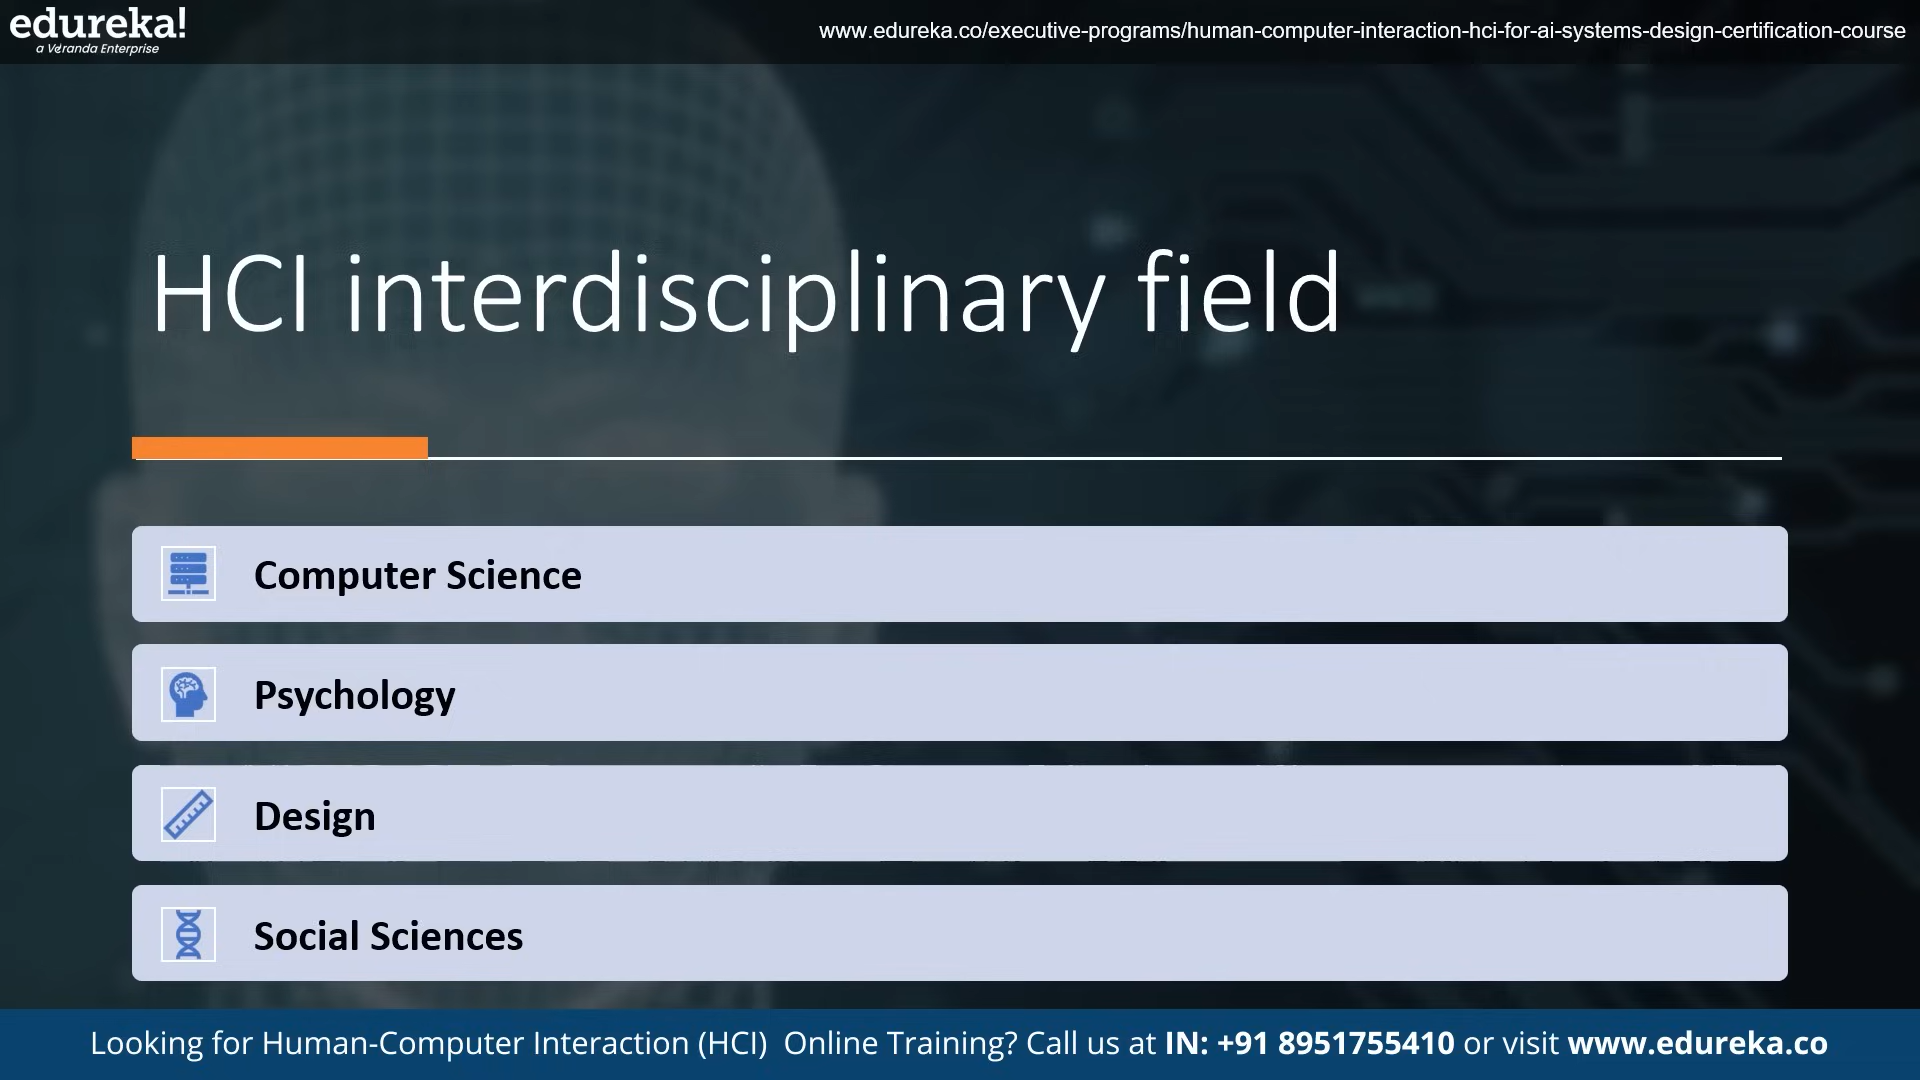 edureka!
a Veranda Enterprise
www.edureka.co/executive-programs/human-computer-interaction-hci-for-ai-systems-design-certification-course
HCI interdisciplinary field
Computer Science
Psychology
Design
Social Sciences
Looking for Human-Computer Interaction (HCI) Online Training? Call us at IN: +91 8951755410 or visit www.edureka.co